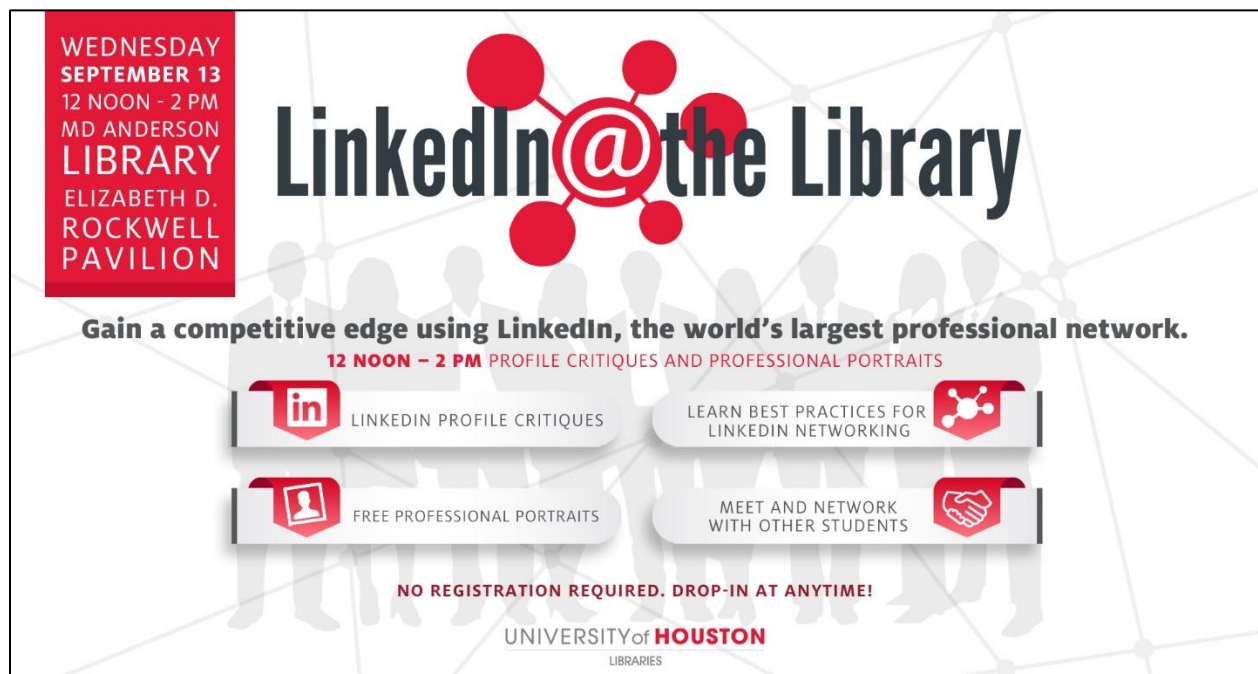 WEDNESDAY
SEPTEMBER 13
12 NOON - 2 PM
MD ANDERSON
LIBRARY
ELIZABETH D.
ROCKWELL
PAVILION
LinkedIn@the Library
Gain a competitive edge using LinkedIn, the world's largest professional network.
12 NOON – 2 PM PROFILE CRITIQUES AND PROFESSIONAL PORTRAITS
in
LINKEDIN PROFILE CRITIQUES
LEARN BEST PRACTICES FOR
LINKEDIN NETWORKING
FREE PROFESSIONAL PORTRAITS
MEET AND NETWORK
WITH OTHER STUDENTS
NO REGISTRATION REQUIRED. DROP-IN AT ANYTIME!
UNIVERSITY of HOUSTON
LIBRARIES